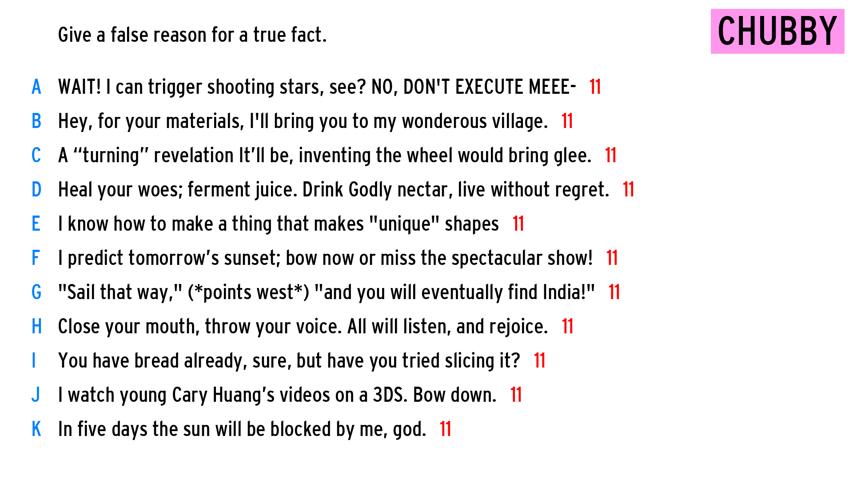 Give a false reason for a true fact.
CHUBBY
A WAIT! I can trigger shooting stars, see? NO, DON'T EXECUTE MEEE- 11
B Hey, for your materials, I'll bring you to my wonderous village. 11
C A “turning” revelation It’ll be, inventing the wheel would bring glee. 11
D Heal your woes; ferment juice. Drink Godly nectar, live without regret. 11
E I know how to make a thing that makes "unique" shapes 11
F I predict tomorrow’s sunset; bow now or miss the spectacular show! 11
G "Sail that way," (*points west*) "and you will eventually find India!" 11
H Close your mouth, throw your voice. All will listen, and rejoice. 11
I You have bread already, sure, but have you tried slicing it? 11
J I watch young Cary Huang’s videos on a 3DS. Bow down. 11
K In five days the sun will be blocked by me, god. 11